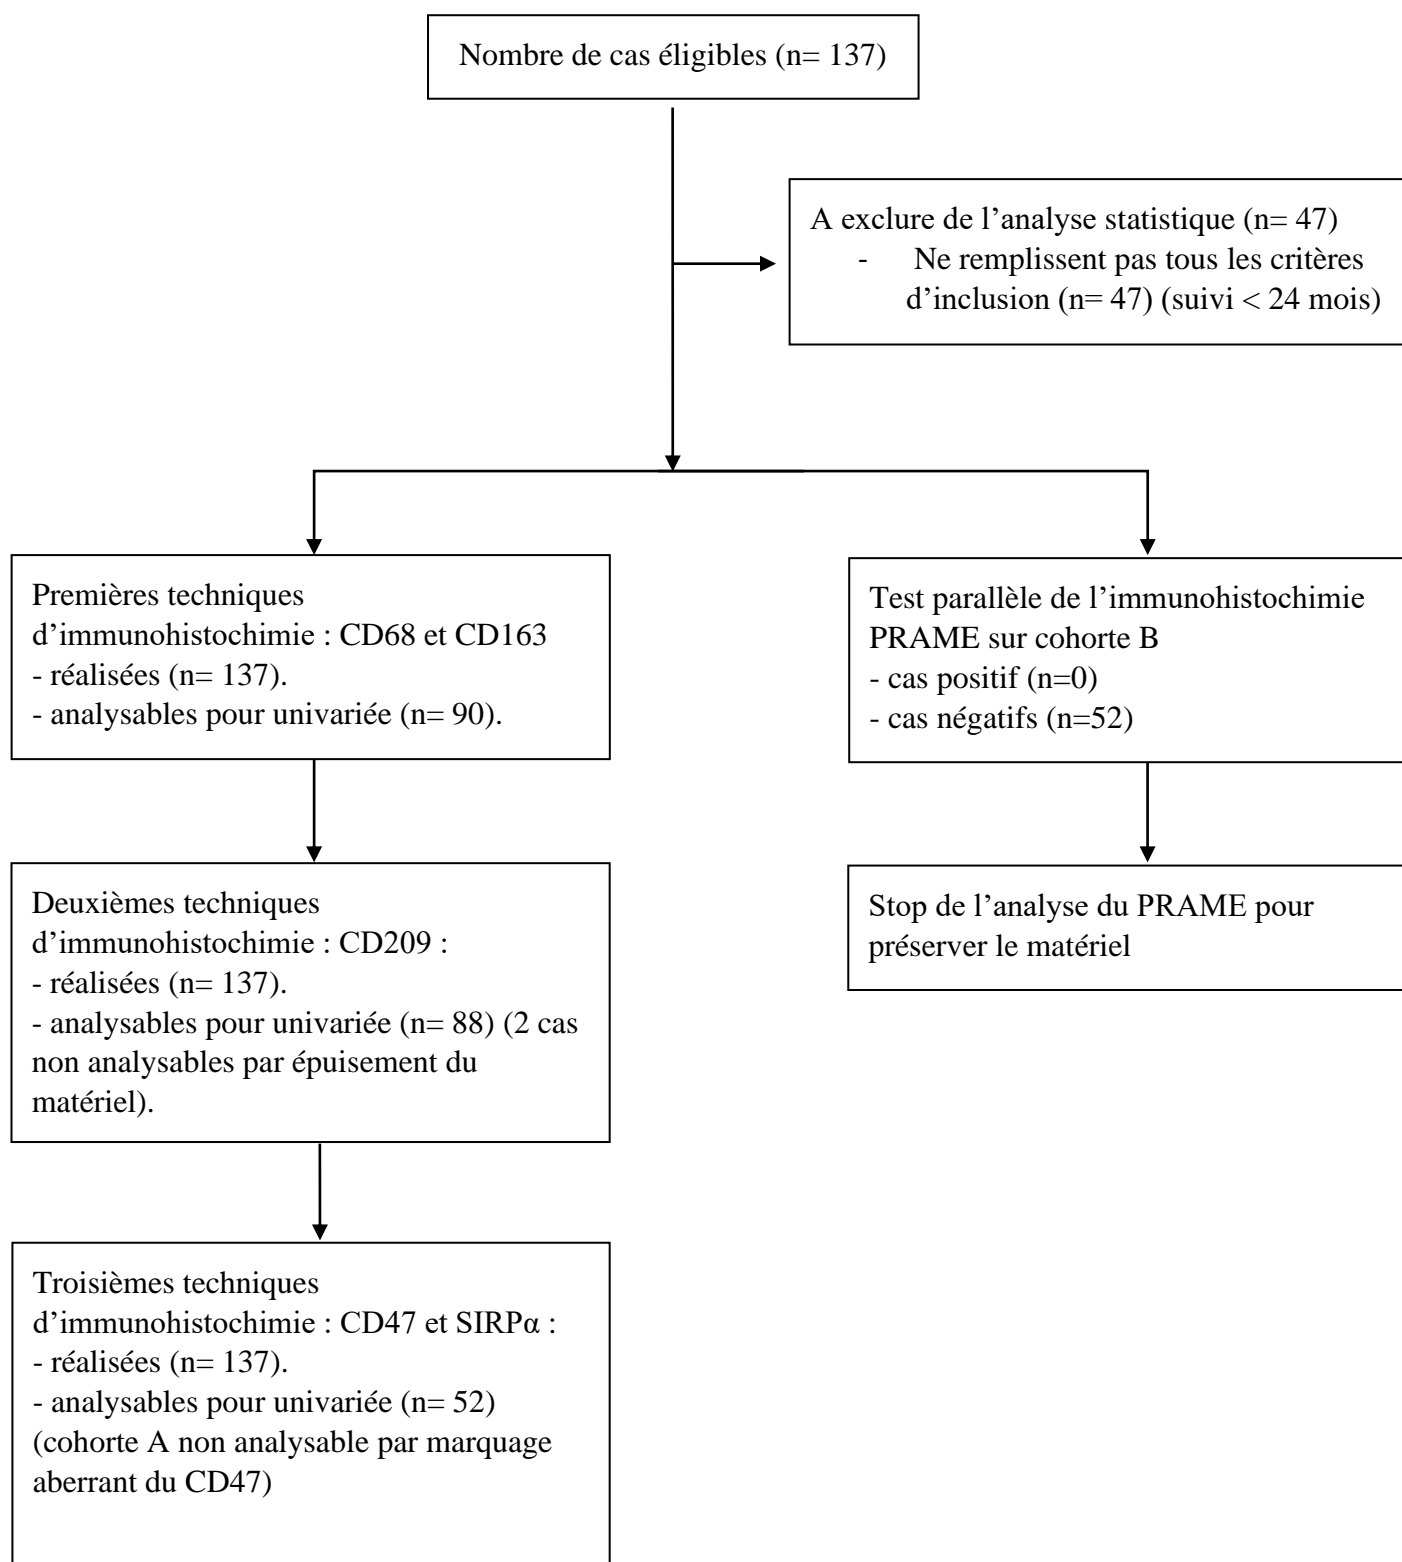 Nombre de cas éligibles (n= 137)
A exclure de l’analyse statistique (n= 47)
- Ne remplissent pas tous les critères
d’inclusion (n= 47) (suivi < 24 mois)
Premières techniques
d’immunohistochimie : CD68 et CD163
- réalisées (n= 137).
- analysables pour univariée (n= 90).
Test parallèle de l’immunohistochimie
PRAME sur cohorte B
- cas positif (n=0)
- cas négatifs (n=52)
Deuxièmes techniques
d’immunohistochimie : CD209 :
- réalisées (n= 137).
- analysables pour univariée (n= 88) (2 cas
non analysables par épuisement du
matériel).
Stop de l’analyse du PRAME pour
préserver le matériel
Troisièmes techniques
d’immunohistochimie : CD47 et SIRPα :
- réalisées (n= 137).
- analysables pour univariée (n= 52)
(cohorte A non analysable par marquage
aberrant du CD47)